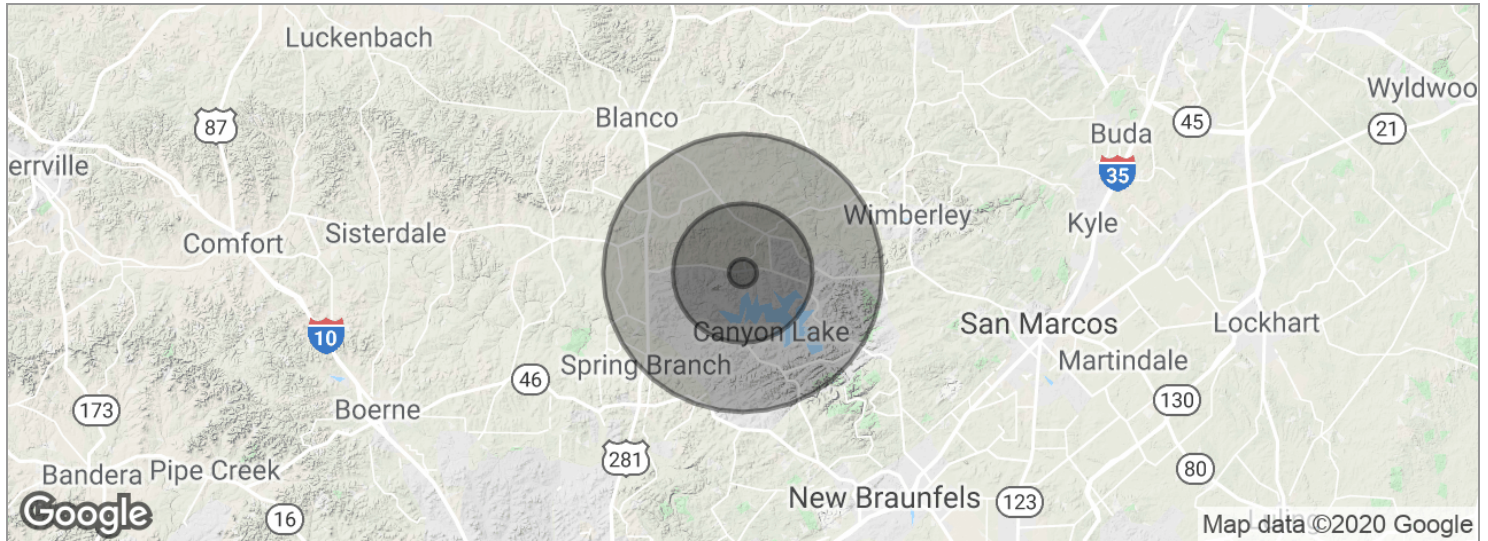 Luckenbach
Wyldwoo
87
Blanco
45
21
Buda
errville
35
Wimberley
Kyle
Comfort
Sisterdale
10
Canyon Lake
San Marcos
Lockhart
Spring Branch
Martindale
46
173
Boerne
130
281
80
Bandera
Pipe Creek
New Braunfels
123
Google
16
Map data ©2020 Google